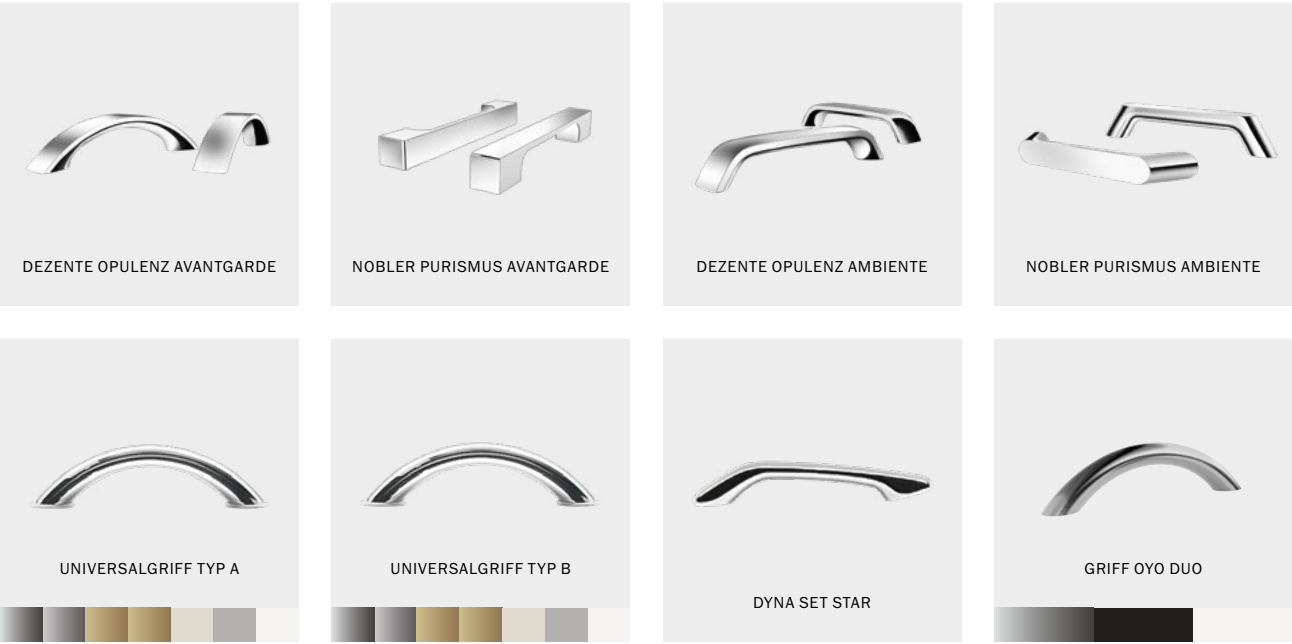 DEZENTE OPULENZ AVANTGARDE
NOBLER PURISMUS AVANTGARDE
DEZENTE OPULENZ AMBIENTE
NOBLER PURISMUS AMBIENTE
UNIVERSALGRIFF TYP A
UNIVERSALGRIFF TYP B
DYNA SET STAR
GRIFF OYO DUO